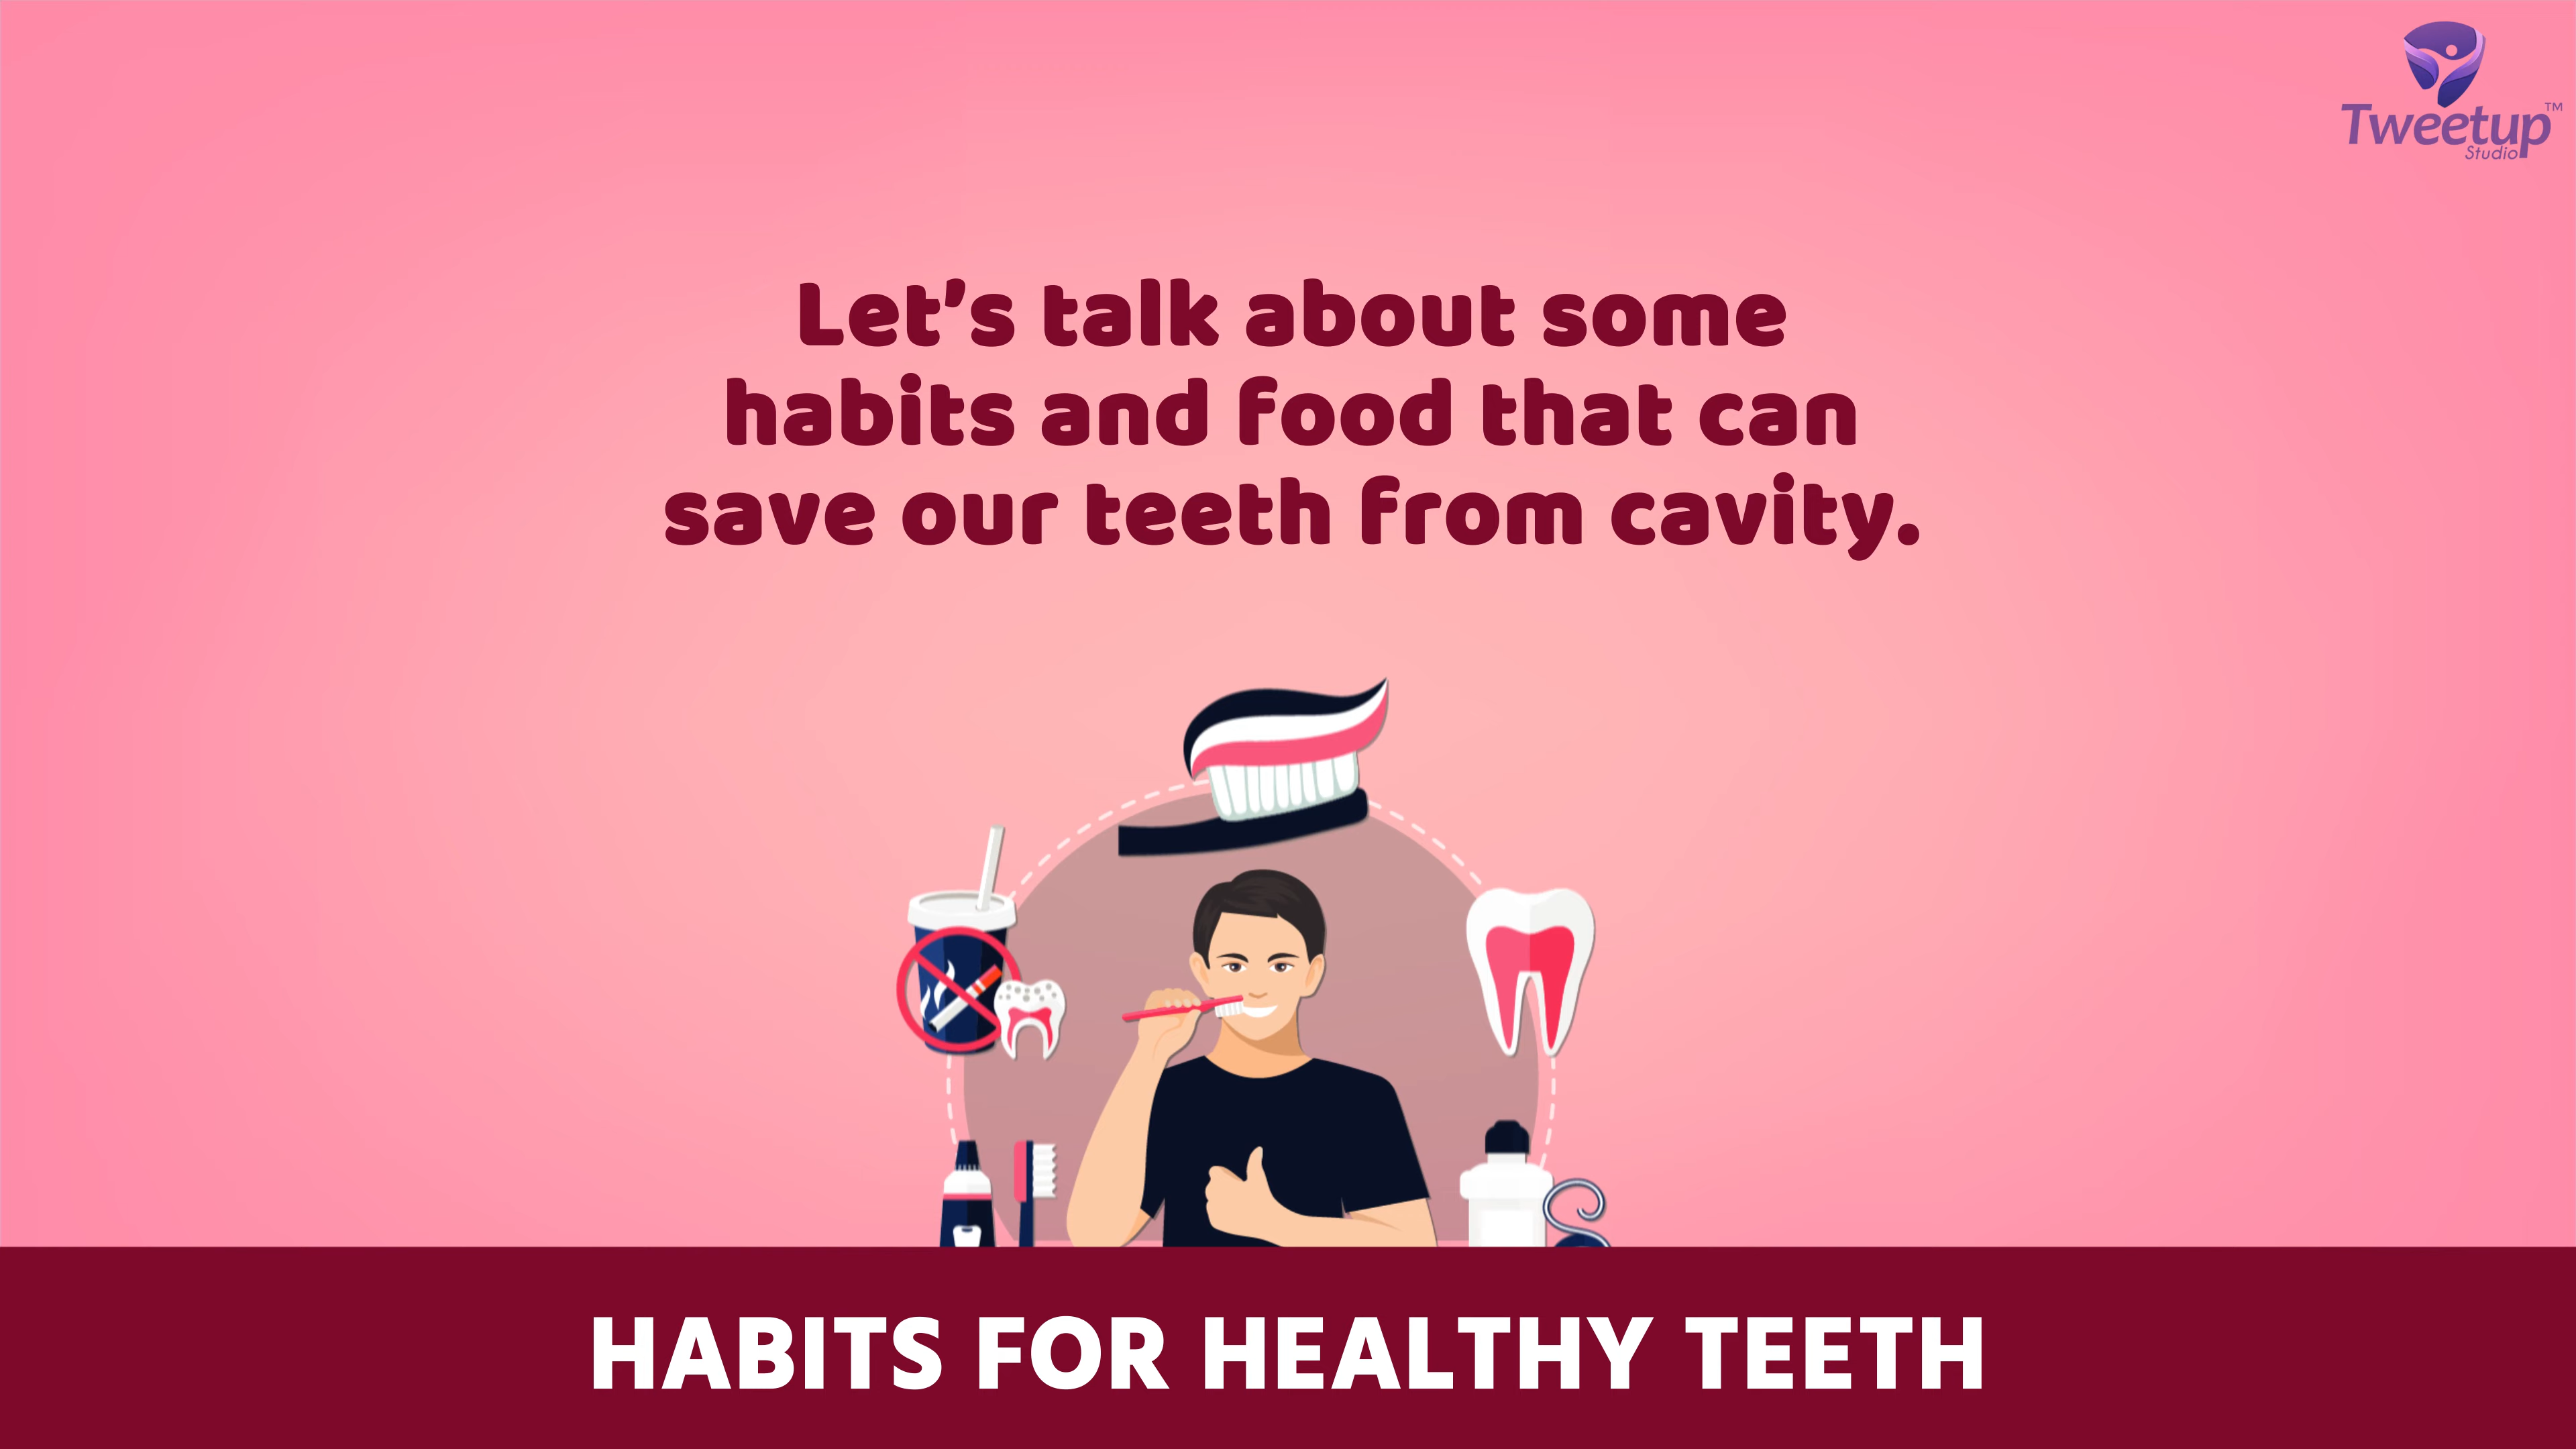 Tweetup™
Studio
Let’s talk about some
habits and food that can
save our teeth from cavity.
HABITS FOR HEALTHY TEETH